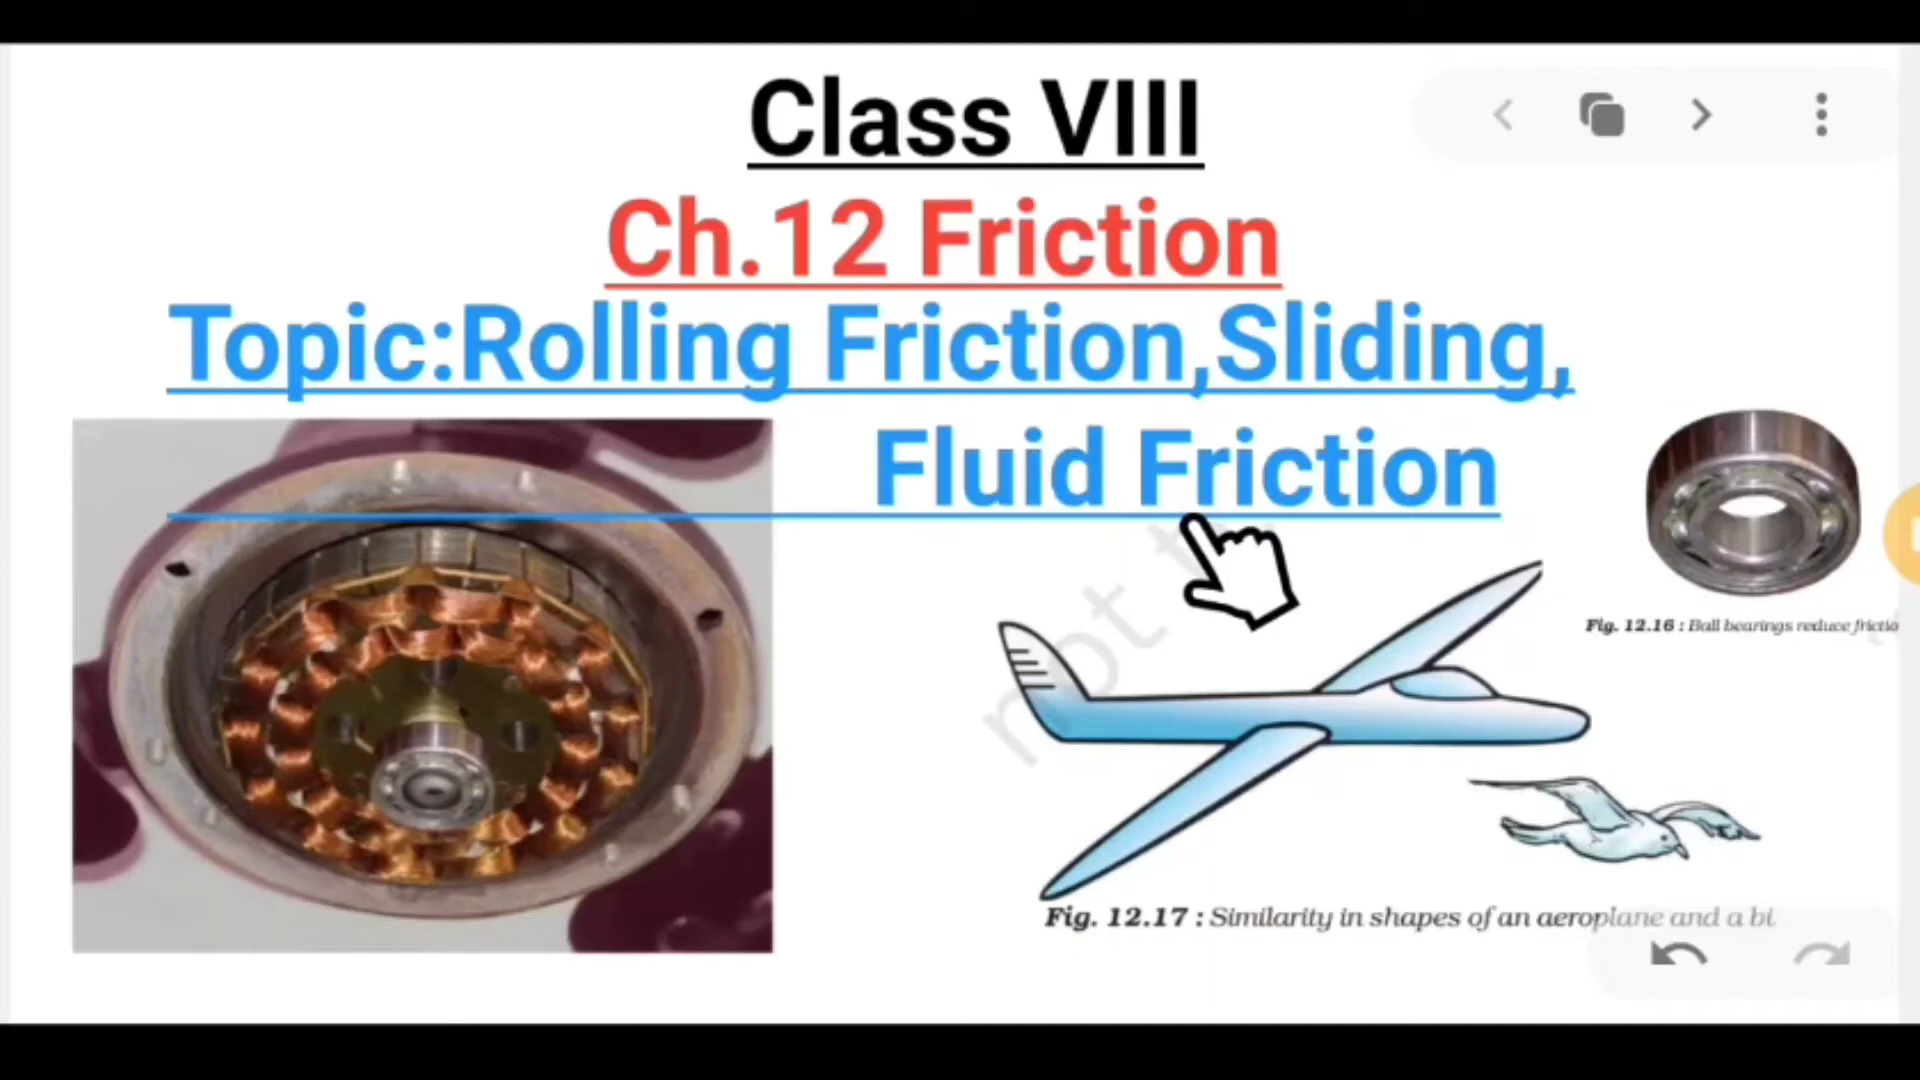 Class VIII
Ch.12 Friction
Topic:Rolling Friction,Sliding,
Fluid Friction
not
Fig. 12.16 : Ball bearings reduce frictio
Fig. 12.17 : Similarity in shapes of an aeroplane and a bi